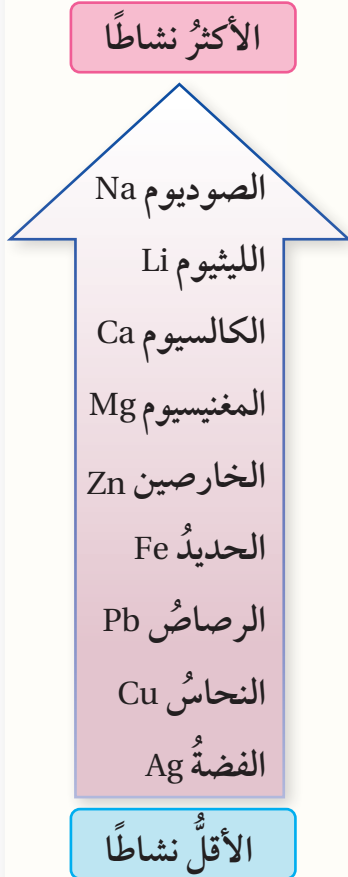 الأكثرُ نشاطًا
الصوديوم Na
الليثيوم Li
الكالسيوم Ca
المغنيسيوم Mg
الخارصين Zn
الحديدُ Fe
الرصاصُ Pb
النحاسُ Cu
الفضةُ Ag
الأقلُّ نشاطًا